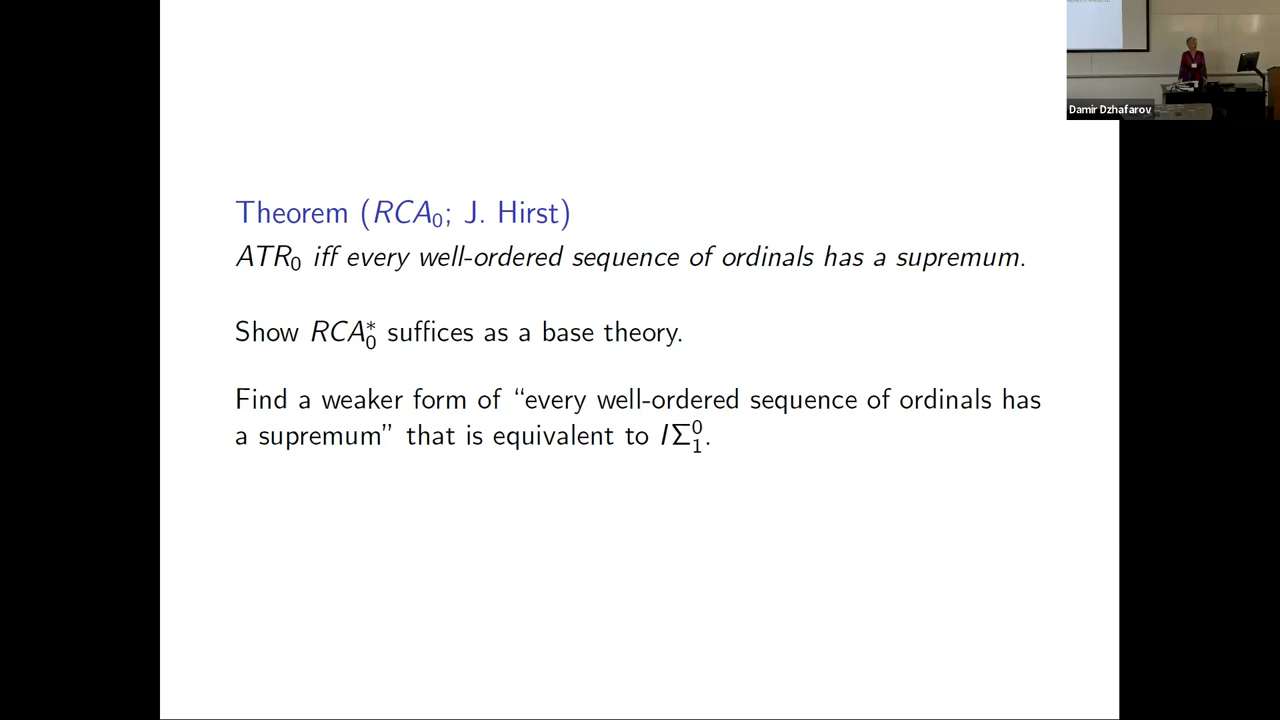 Theorem (RCA₀; J. Hirst)
ATR₀ iff every well-ordered sequence of ordinals has a supremum.
Show RCA₀* suffices as a base theory.
Find a weaker form of “every well-ordered sequence of ordinals has
a supremum” that is equivalent to IΣ₁⁰.
Damir Dzhafarov